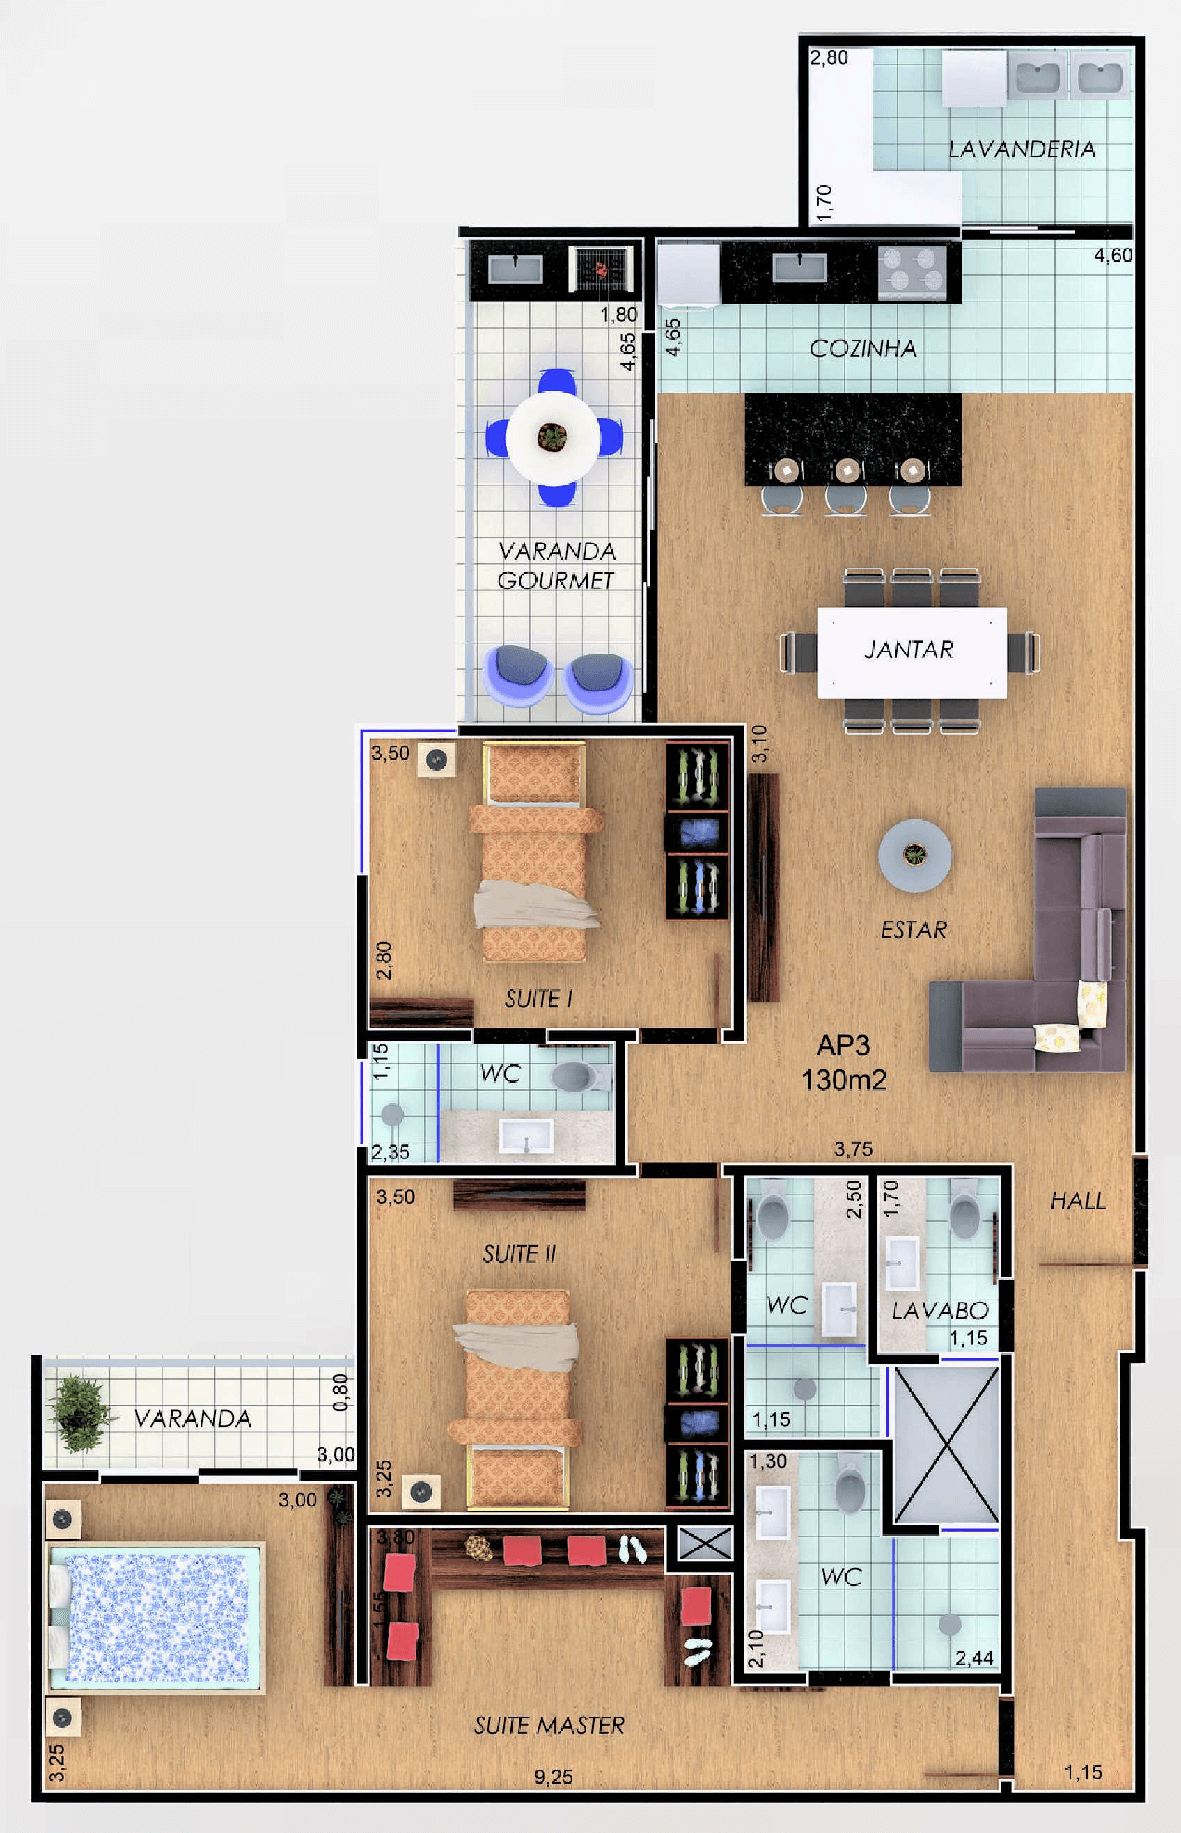 2,80
LAVANDERIA
1,70
4,60
1,80
4,65
4,65
COZINHA
VARANDA
GOURMET
JANTAR
3,50
3,10
ESTAR
2,80
SUITE I
AP3
130m2
1,15
WC
2,35
3,75
3,50
2,50
1,70
HALL
SUITE II
WC
LAVABO
1,15
0,80
VARANDA
1,15
3,00
1,30
3,25
3,00
3,80
1,55
WC
2,10
2,44
SUITE MASTER
3,25
9,25
1,15